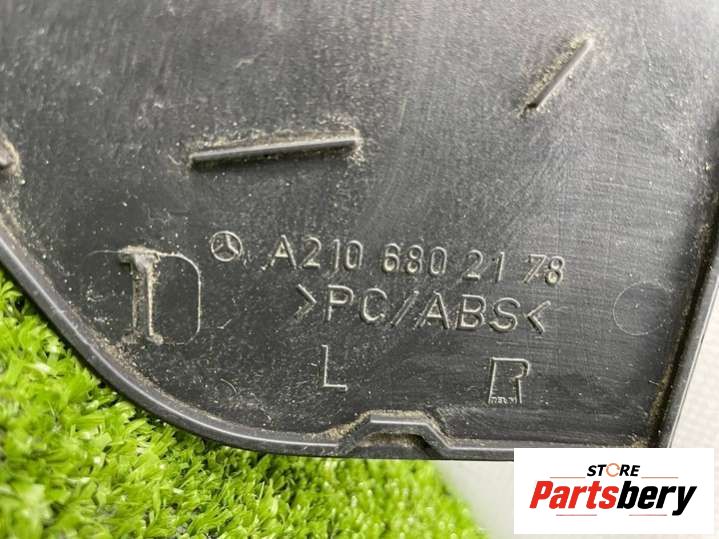 A210 680 21 78
>PC/ABS<
I
L R
STORE
Partsbery